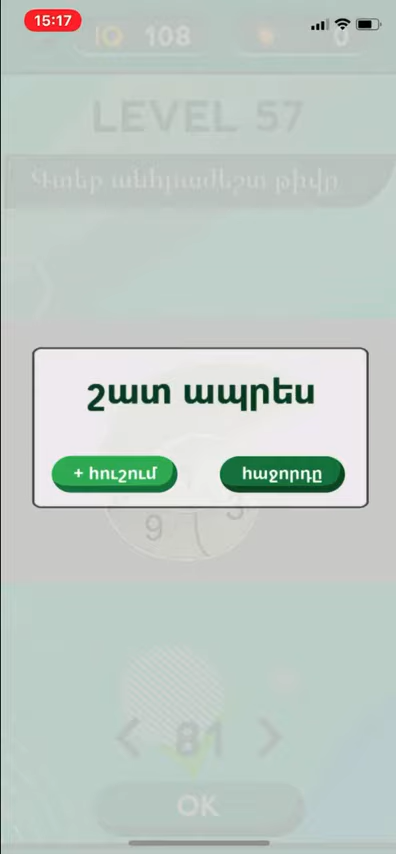 15:17
IQ 108
0
LEVEL 57
Գտեք անհրաժեշտ թիվը
շատ ապրես
+ հուշում
հաջորդը
9 3
< 81 >
OK